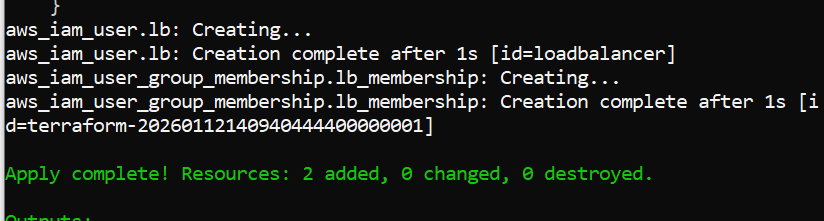 }
aws_iam_user.lb: Creating...
aws_iam_user.lb: Creation complete after 1s [id=loadbalancer]
aws_iam_user_group_membership.lb_membership: Creating...
aws_iam_user_group_membership.lb_membership: Creation complete after 1s [i
d=terraform-20260112140940444400000001]
Apply complete! Resources: 2 added, 0 changed, 0 destroyed.
Outputs: